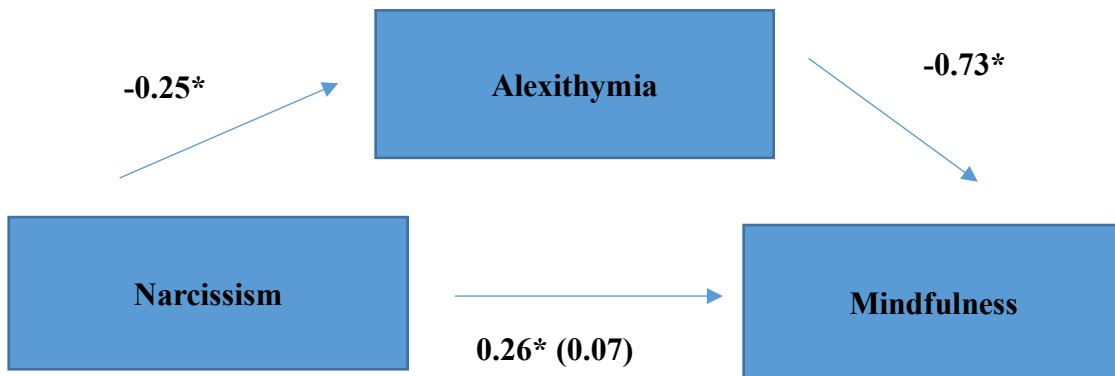 Alexithymia
-0.25*
-0.73*
Narcissism
Mindfulness
0.26* (0.07)